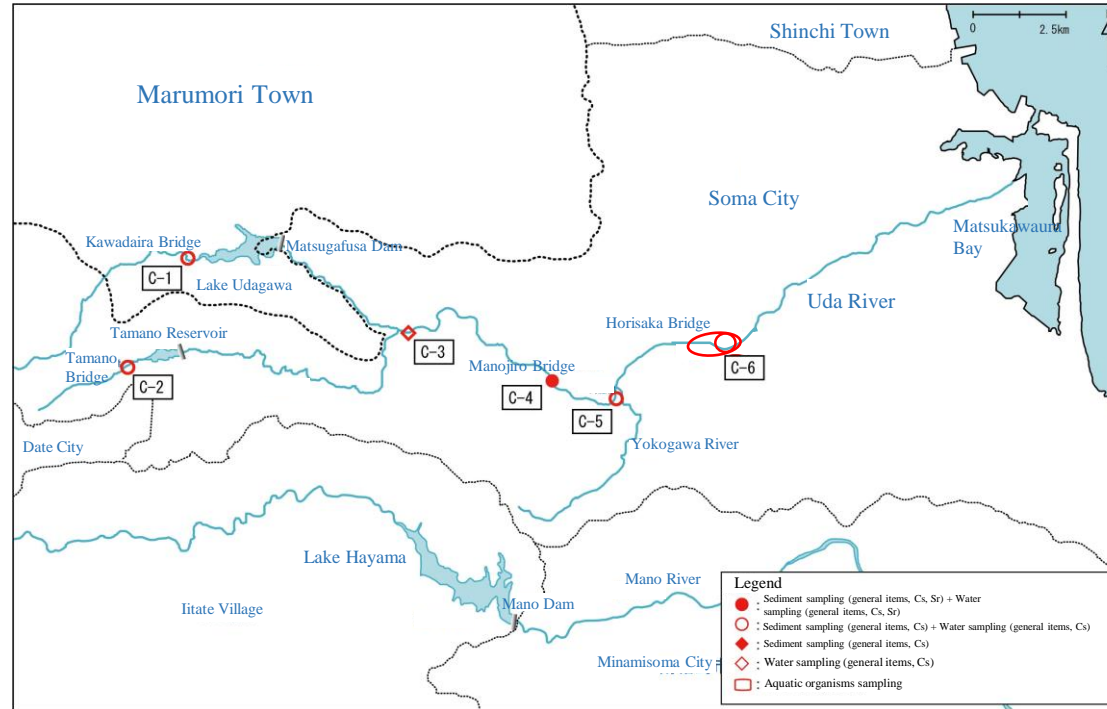 Shinchi Town
0 2.5km
Marumori Town
Soma City
Matsukawaura
Bay
Kawadaira Bridge
Matsugafusa Dam
C-1
Lake Udagawa
Uda River
Tamano Reservoir
Horisaka Bridge
C-3
C-6
Tamano
Bridge
Manojiro Bridge
C-2
C-4
C-5
Date City
Yokogawa River
Lake Hayama
Mano River
Iitate Village
Mano Dam
Minamisoma City
Legend
: Sediment sampling (general items, Cs, Sr) + Water
sampling (general items, Cs, Sr)
: Sediment sampling (general items, Cs) + Water sampling (general items, Cs)
: Sediment sampling (general items, Cs)
: Water sampling (general items, Cs)
: Aquatic organisms sampling